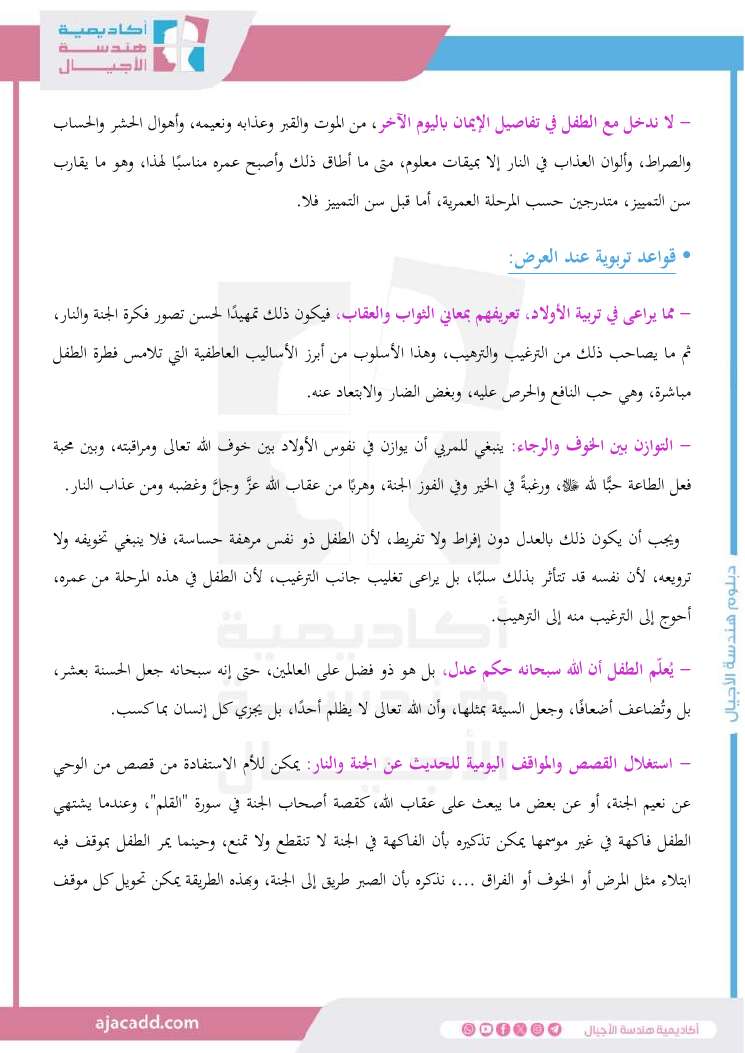 أكاديمية
هندسة
الأجيال
– لا ندخل مع الطفل في تفاصيل الإيمان باليوم الآخر، من الموت والقبر وعذابه ونعيمه، وأهوال الحشر والحساب
والصراط، وألوان العذاب في النار إلا بميقات معلوم، متى ما أطاق ذلك وأصبح عمره مناسبًا لهذا، وهو ما يقارب
سن التمييز، متدرجين حسب المرحلة العمرية، أما قبل سن التمييز فلا.
• قواعد تربوية عند العرض:
– مما يراعى في تربية الأولاد، تعريفهم بمعاني الثواب والعقاب، فيكون ذلك تمهيدًا لحسن تصور فكرة الجنة والنار،
ثم ما يصاحب ذلك من الترغيب والترهيب، وهذا الأسلوب من أبرز الأساليب العاطفية التي تلامس فطرة الطفل
مباشرة، وهي حب النافع والحرص عليه، وبغض الضار والابتعاد عنه.
– التوازن بين الخوف والرجاء: ينبغي للمربي أن يوازن في نفوس الأولاد بين خوف الله تعالى ومراقبته، وبين محبة
فعل الطاعة حبًّا لله ﷻ، ورغبةً في الخير وفي الفوز الجنة، وهربًا من عقاب الله عزَّ وجلَّ وغضبه ومن عذاب النار.
ويجب أن يكون ذلك بالعدل دون إفراط ولا تفريط، لأن الطفل ذو نفس مرهفة حساسة، فلا ينبغي تخويفه ولا
ترويعه، لأن نفسه قد تتأثر بذلك سلبًا، بل يراعى تغليب جانب الترغيب، لأن الطفل في هذه المرحلة من عمره،
أحوج إلى الترغيب منه إلى الترهيب.
– يُعلّم الطفل أن الله سبحانه حكم عدل، بل هو ذو فضل على العالمين، حتى إنه سبحانه جعل الحسنة بعشر،
بل وتُضاعف أضعافًا، وجعل السيئة بمثلها، وأن الله تعالى لا يظلم أحدًا، بل يجزي كل إنسان بما كسب.
– استغلال القصص والمواقف اليومية للحديث عن الجنة والنار: يمكن للأم الاستفادة من قصص من الوحي
عن نعيم الجنة، أو عن بعض ما يبعث على عقاب الله، كقصة أصحاب الجنة في سورة "القلم"، وعندما يشتهي
الطفل فاكهة في غير موسمها يمكن تذكيره بأن الفاكهة في الجنة لا تنقطع ولا تمنع، وحينما يمر الطفل بموقف فيه
ابتلاء مثل المرض أو الخوف أو الفراق ...، نذكره بأن الصبر طريق إلى الجنة، وبهذه الطريقة يمكن تحويل كل موقف
أكاديمية
هندسة
الأجيال
دبلوم هندسة الأجيال
أكاديمية هندسة الأجيال
ajacadd.com